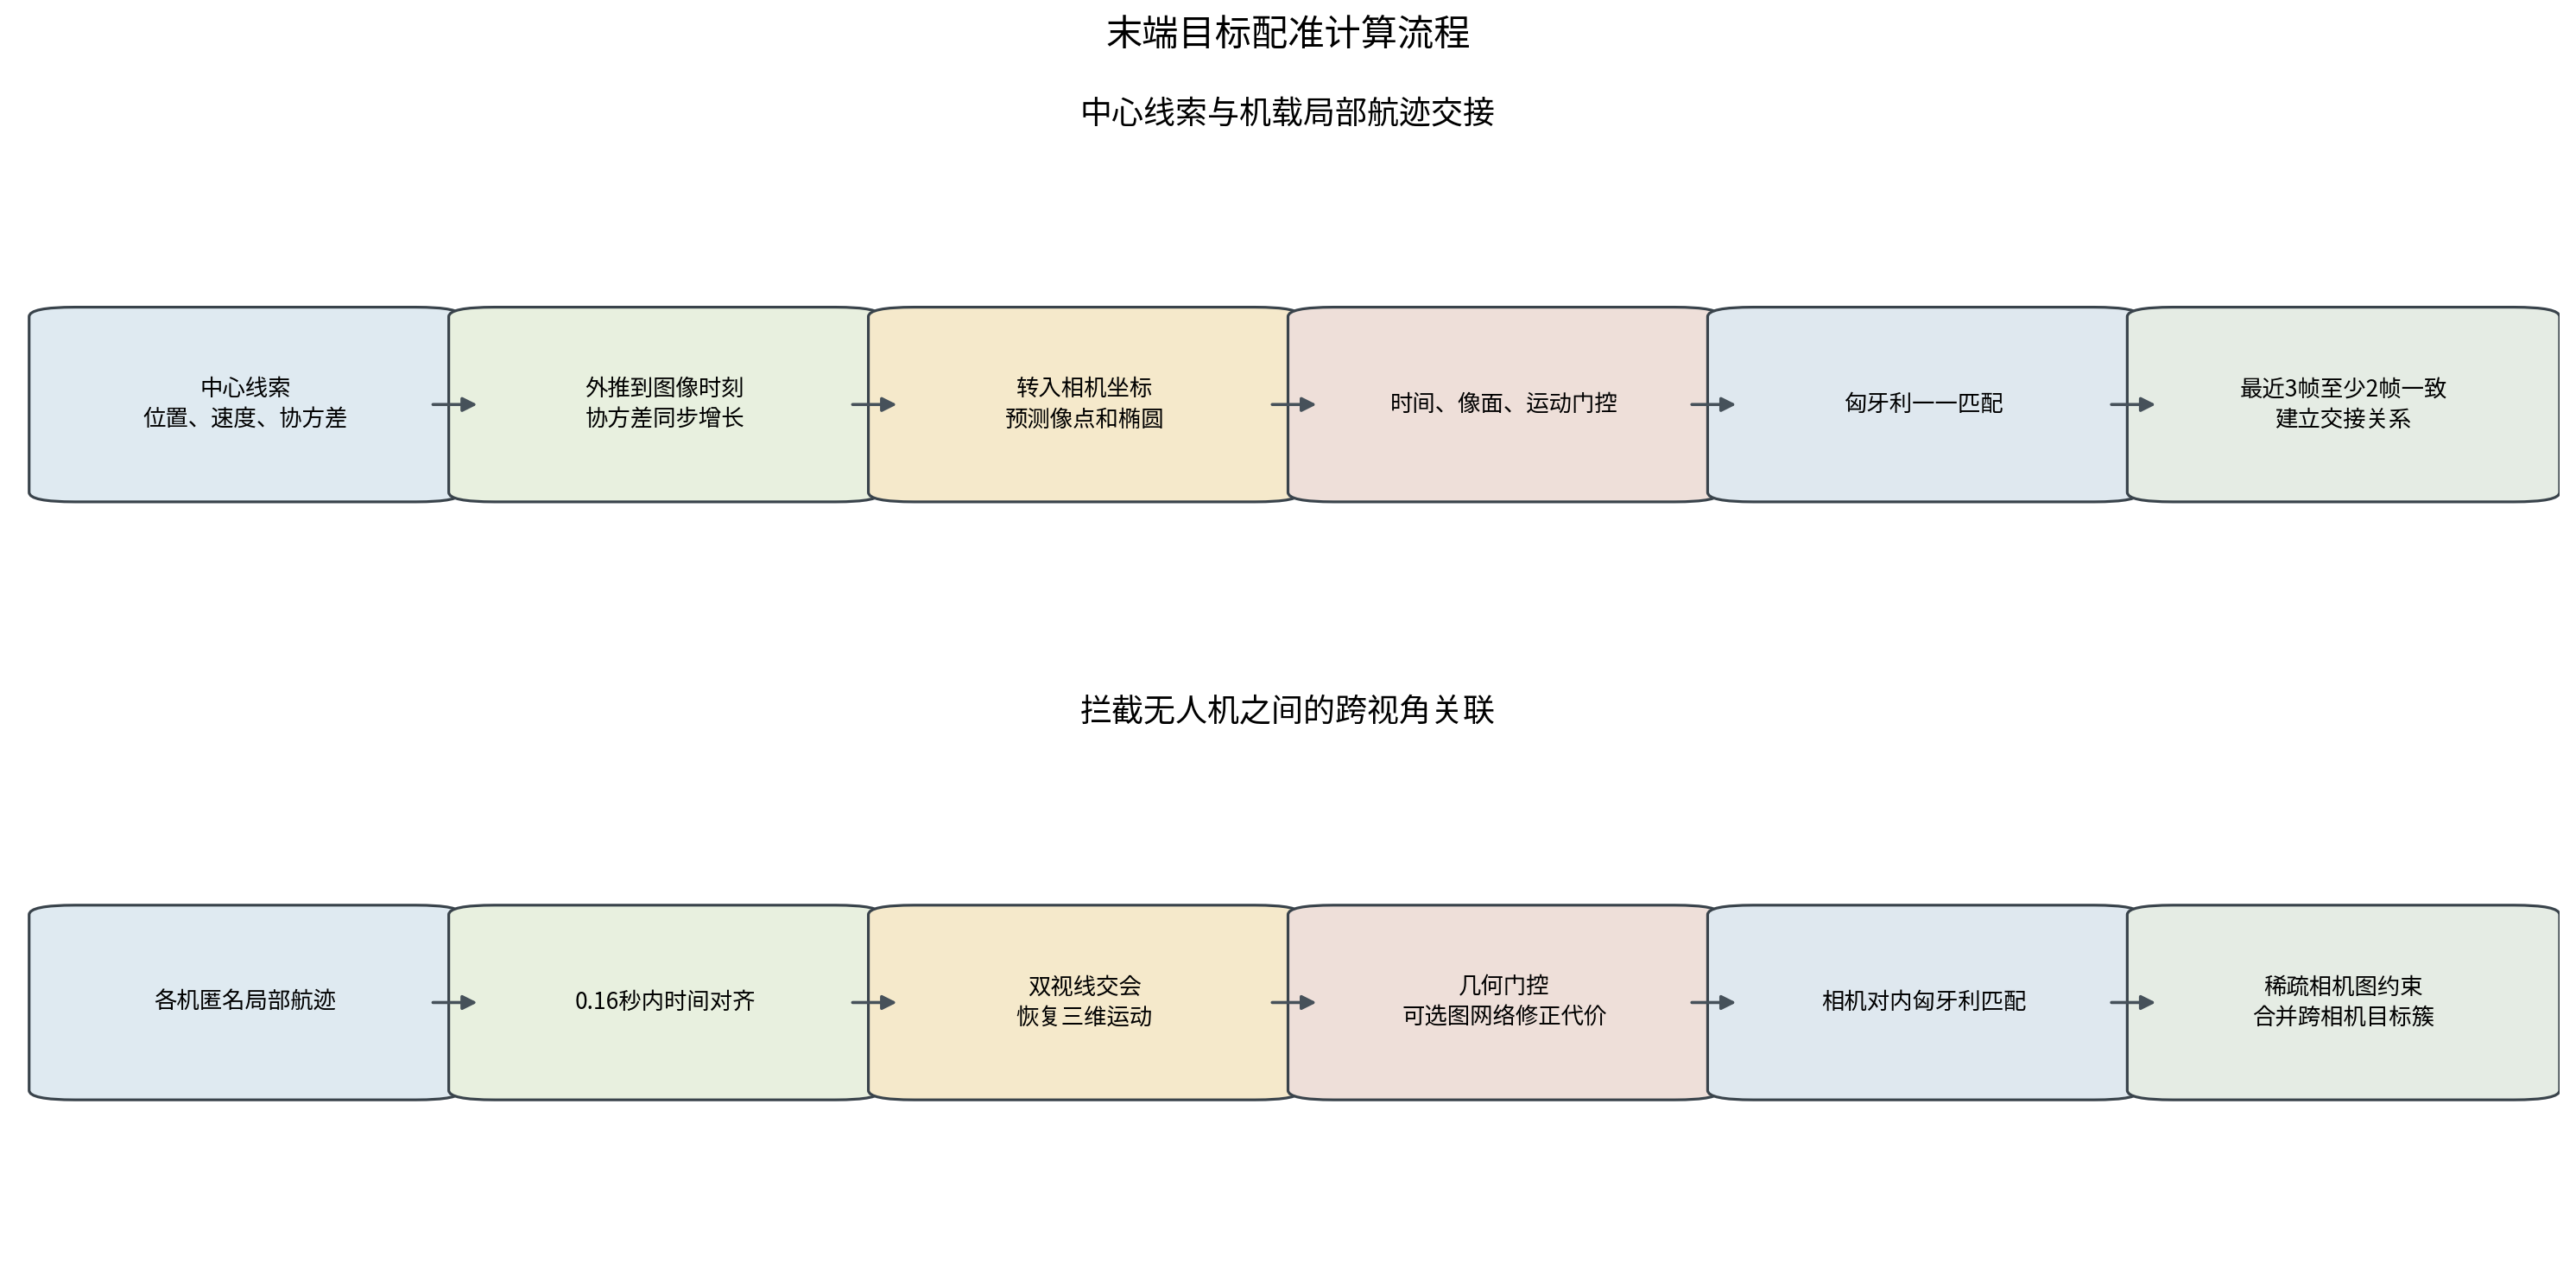 末端目标配准计算流程
中心线索与机载局部航迹交接
中心线索
位置、速度、协方差
外推到图像时刻
协方差同步增长
转入相机坐标
预测像点和椭圆
时间、像面、运动门控
匈牙利一一匹配
最近3帧至少2帧一致
建立交接关系
拦截无人机之间的跨视角关联
各机匿名局部航迹
0.16秒内时间对齐
双视线交会
恢复三维运动
几何门控
可选图网络修正代价
相机对内匈牙利匹配
稀疏相机图约束
合并跨相机目标簇